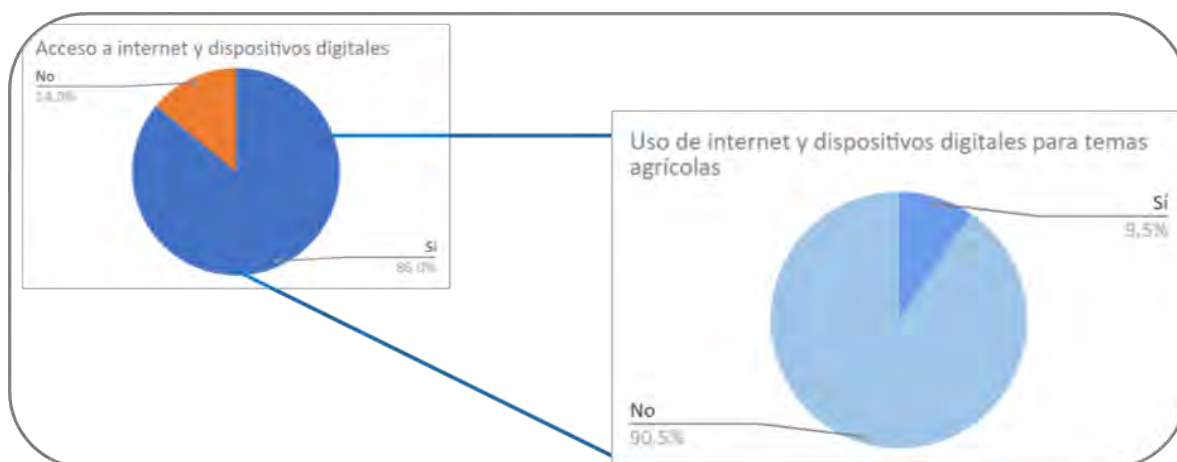 Acceso a internet y dispositivos digitales
No
14,0%
Sí
86,0%
Uso de internet y dispositivos digitales para temas
agrícolas
Sí
9,5%
No
90,5%